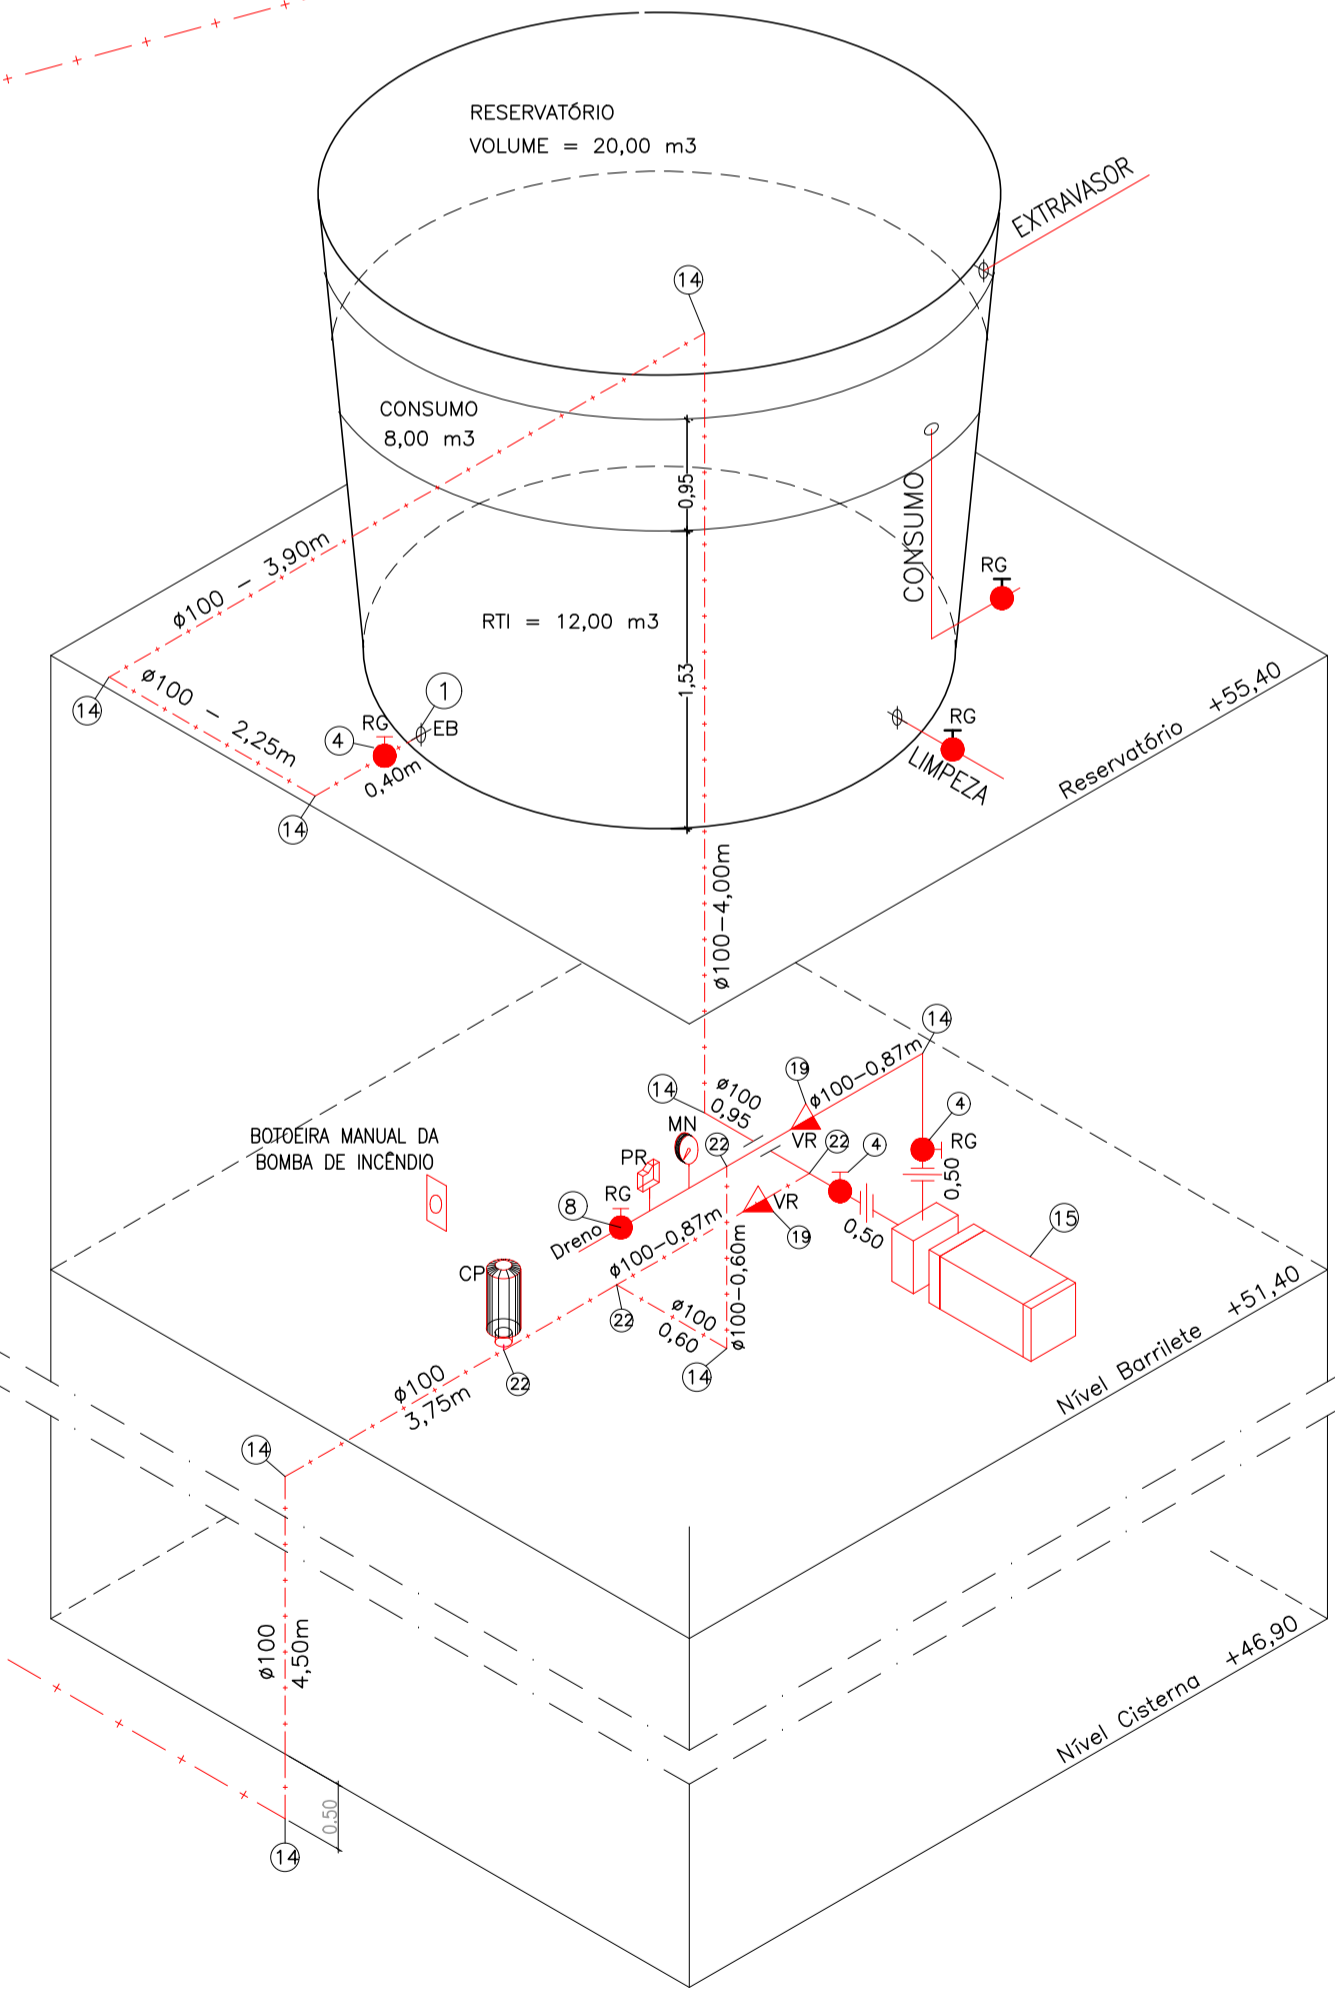 RESERVATÓRIO
VOLUME = 20,00 m3
EXTRAVASOR
14
CONSUMO
8,00 m3
0,95
CONSUMO
RG
ø100 - 3,90m
RTI = 12,00 m3
1,53
14
ø100 - 2,25m
1
EB
RG
4
0,40m
14
RG
LIMPEZA
Reservatório +55,40
ø100-4,00m
14
14
ø100
0,95
19
ø100-0,87m
4
RG
MN
VR
22
22
4
BOTOEIRA MANUAL DA
BOMBA DE INCÊNDIO
PR
0,50
RG
8
Dreno
VR
19
0,50
15
ø100-0,87m
ø100-0,60m
CP
22
ø100
0,60
14
22
ø100
3,75m
14
Nível Barrilete +51,40
ø100
4,50m
Nível Cisterna +46,90
0.50
14